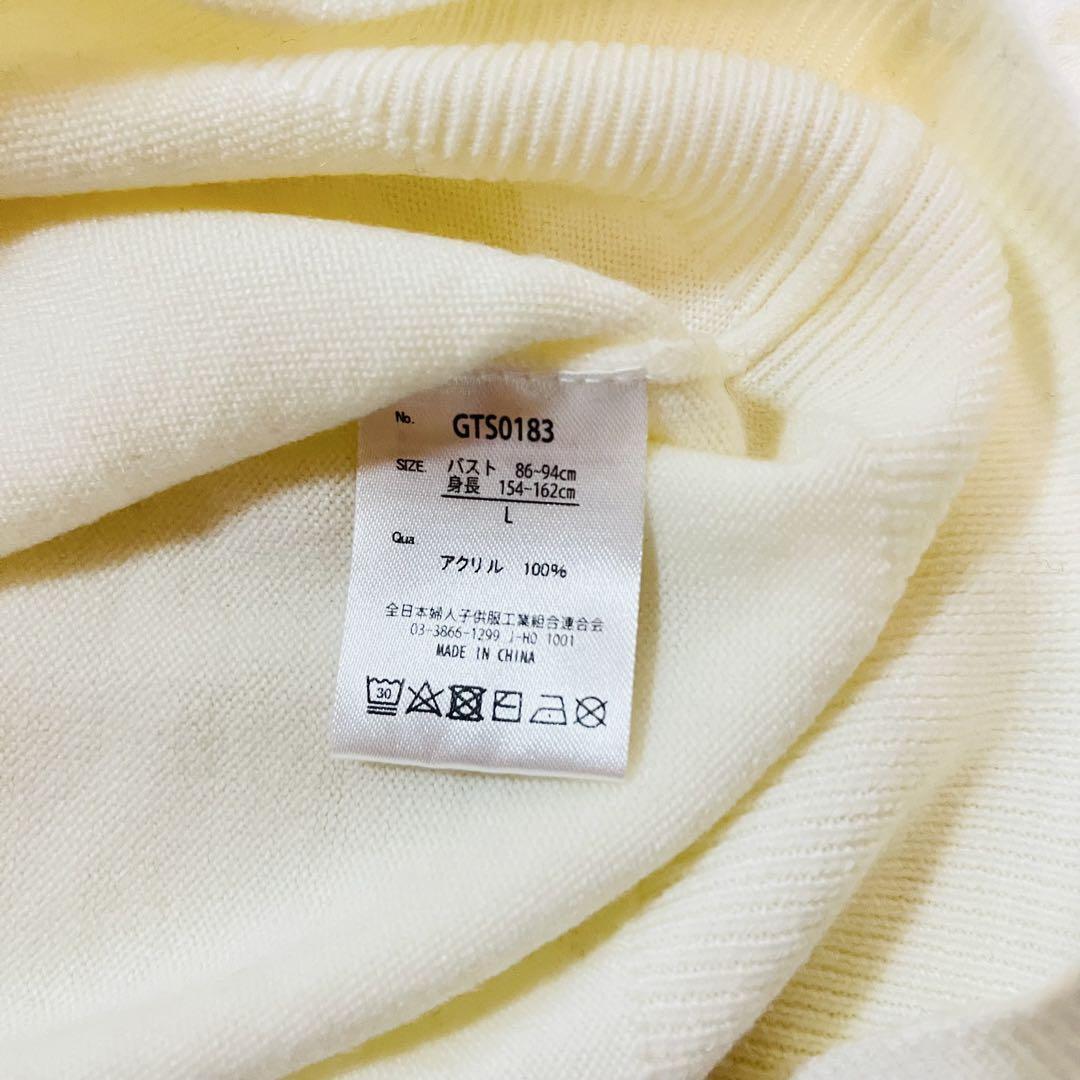 No. GTS0183
SIZE. バスト 86~94cm
身長 154~162cm
L
Qua
アクリル 100%
全日本婦人子供服工業組合連合会
03-3866-1299 J-HO 1001
MADE IN CHINA
30